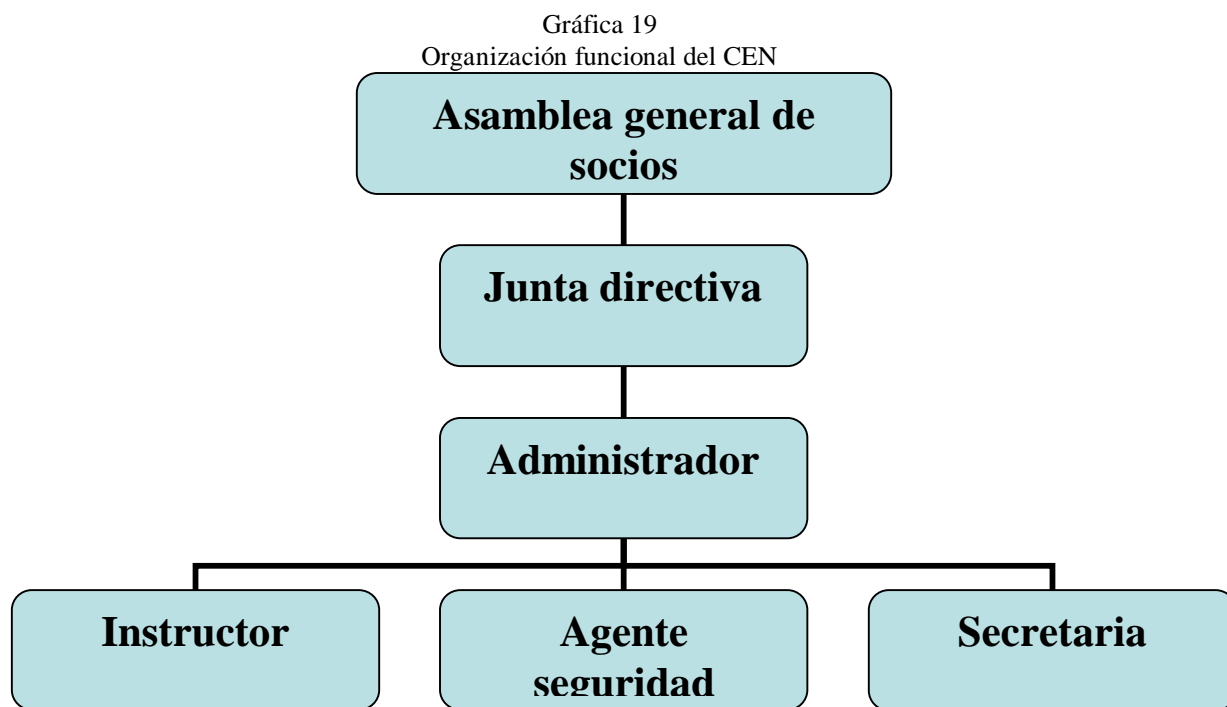 Gráfica 19
Organización funcional del CEN
Asamblea general de
socios
Junta directiva
Administrador
Instructor
Agente
seguridad
Secretaria